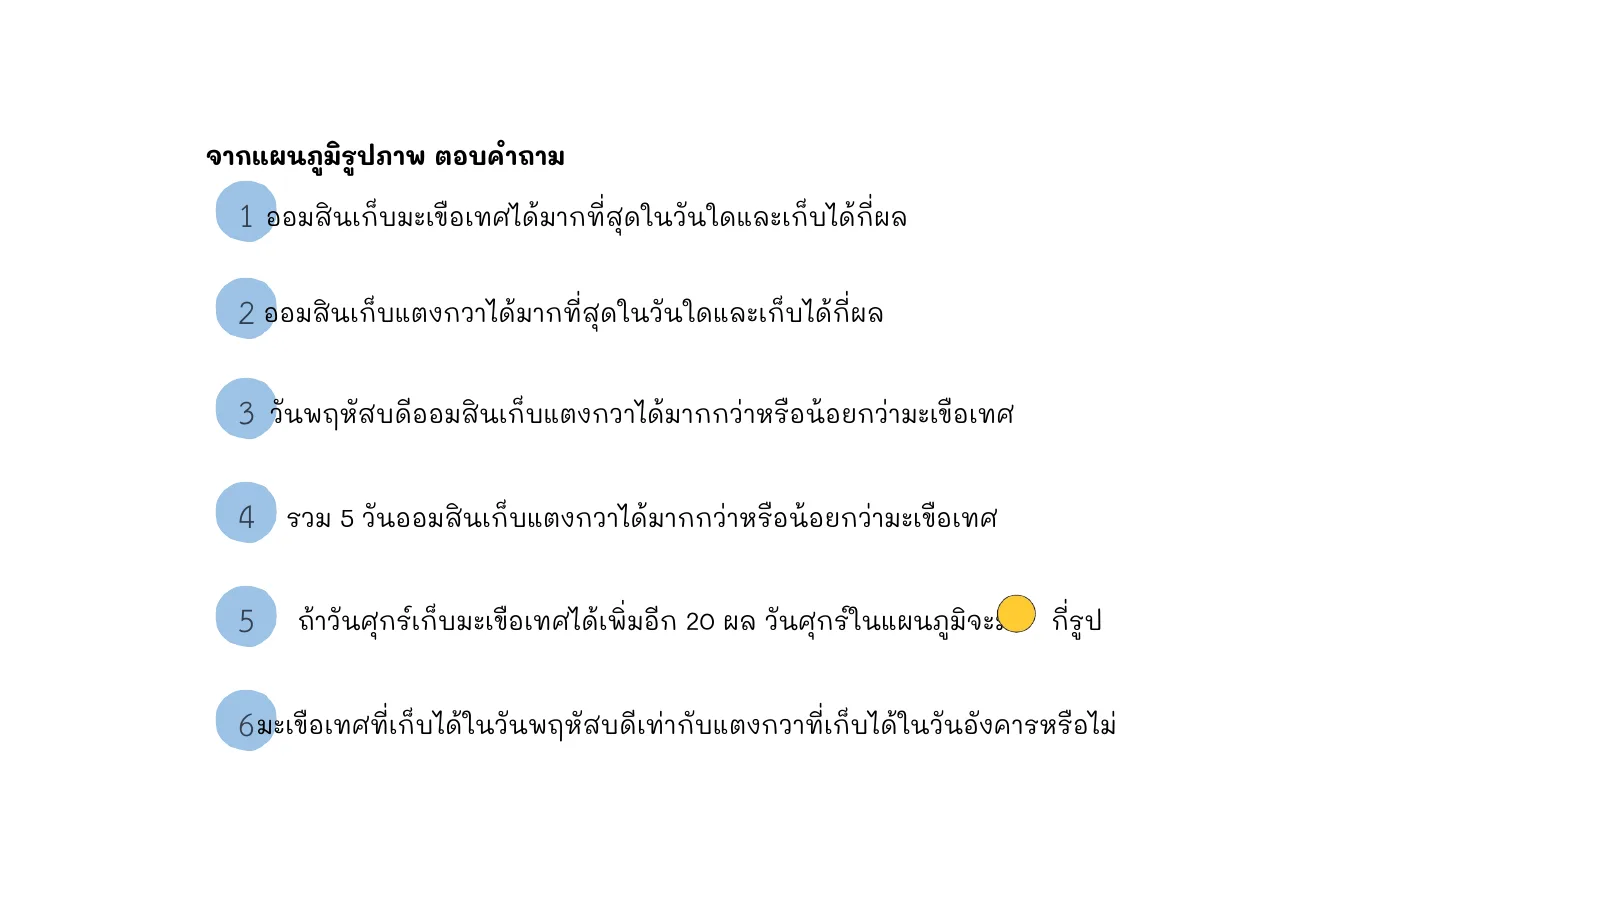 จากแผนภูมิรูปภาพ ตอบคำถาม
1 ออมสินเก็บมะเขือเทศได้มากที่สุดในวันใดและเก็บได้กี่ผล
2 ออมสินเก็บแตงกวาได้มากที่สุดในวันใดและเก็บได้กี่ผล
3 วันพฤหัสบดีออมสินเก็บแตงกวาได้มากกว่าหรือน้อยกว่ามะเขือเทศ
4 รวม 5 วันออมสินเก็บแตงกวาได้มากกว่าหรือน้อยกว่ามะเขือเทศ
5 ถ้าวันศุกร์เก็บมะเขือเทศได้เพิ่มอีก 20 ผล วันศุกร์ในแผนภูมิจะ กี่รูป
6 มะเขือเทศที่เก็บได้ในวันพฤหัสบดีเท่ากับแตงกวาที่เก็บได้ในวันอังคารหรือไม่